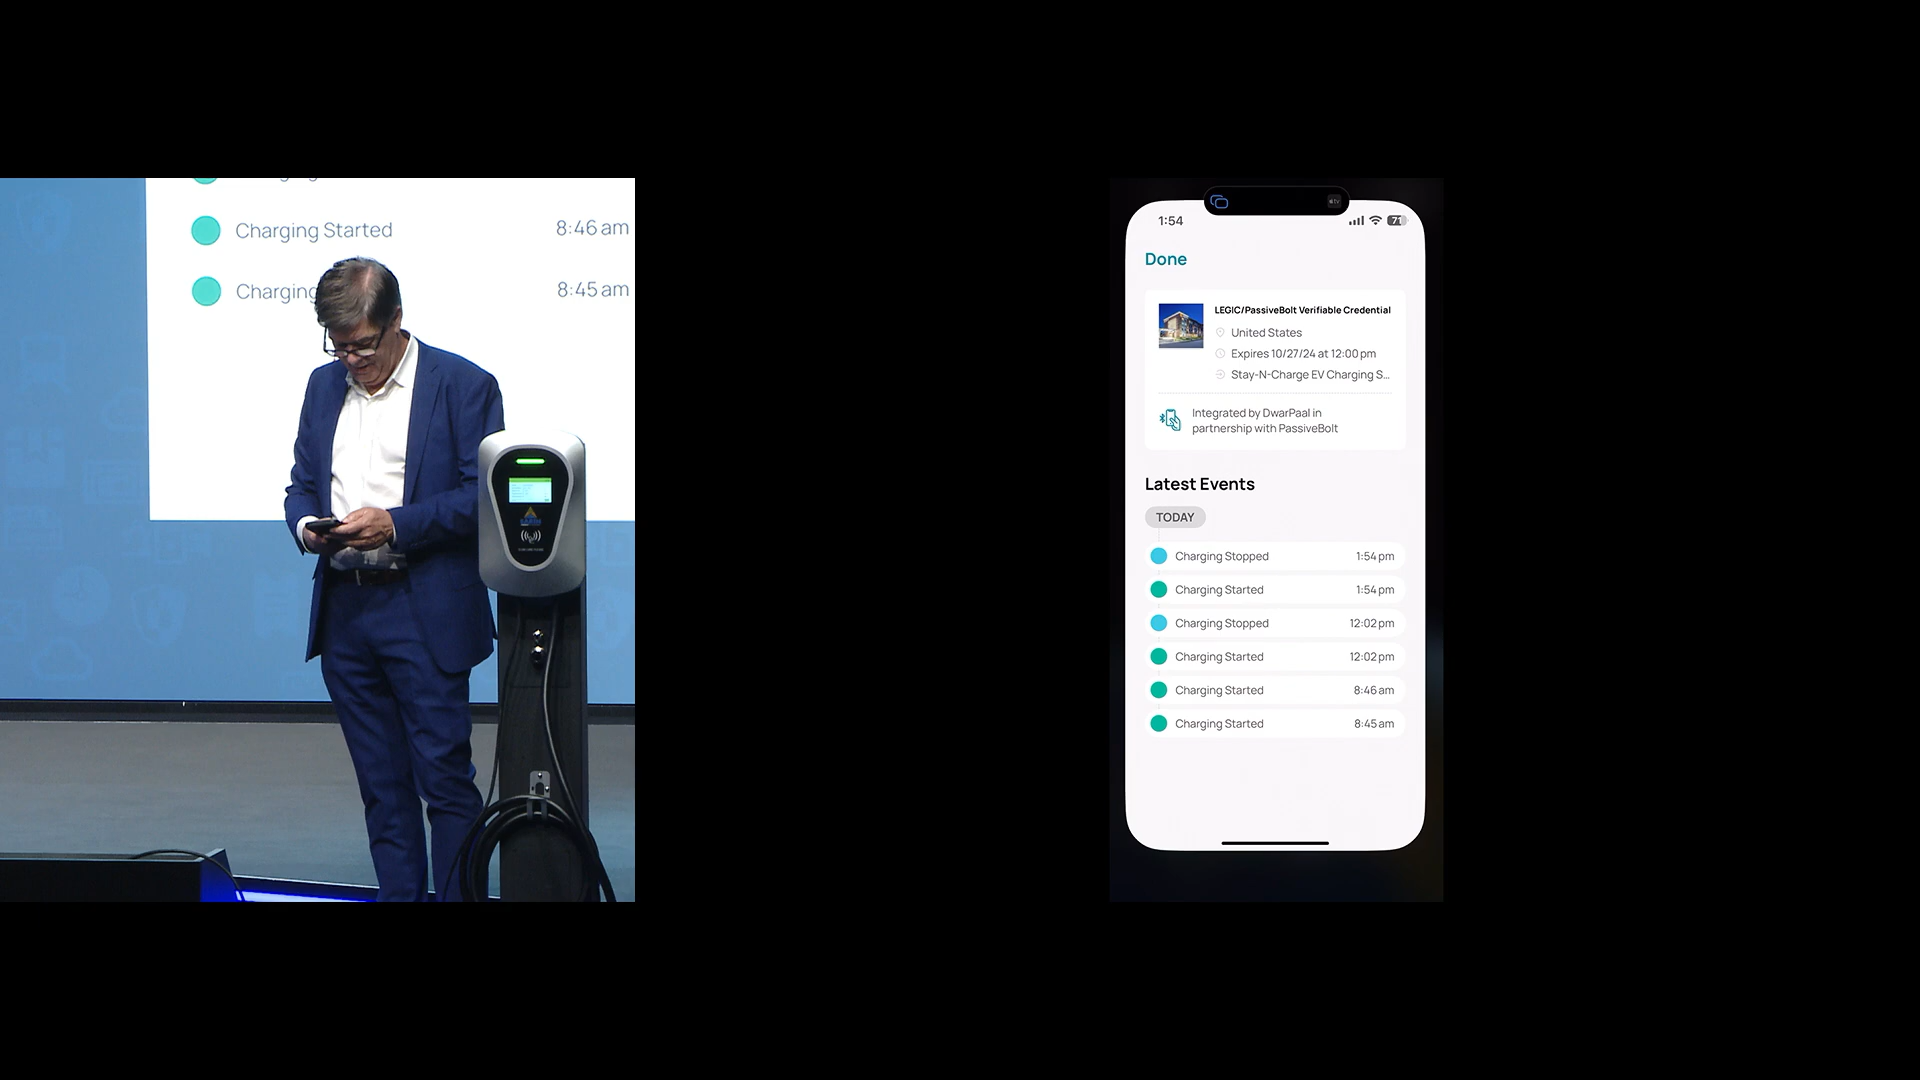 Charging Started 8:46 am
Charging 8:45 am
1:54
71
Done
LEGIC/PassiveBolt Verifiable Credential
United States
Expires 10/27/24 at 12:00 pm
Stay-N-Charge EV Charging S...
Integrated by DwarPaal in
partnership with PassiveBolt
Latest Events
TODAY
Charging Stopped 1:54 pm
Charging Started 1:54 pm
Charging Stopped 12:02 pm
Charging Started 12:02 pm
Charging Started 8:46 am
Charging Started 8:45 am